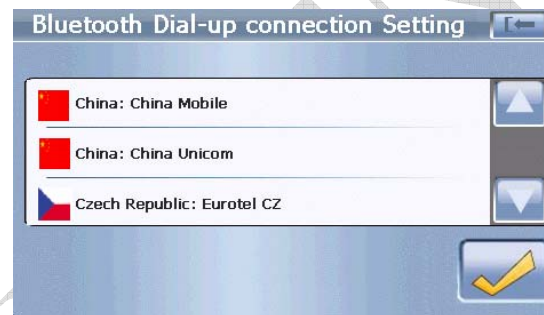 Bluetooth Dial-up connection Setting
China: China Mobile
China: China Unicom
Czech Republic: Eurotel CZ